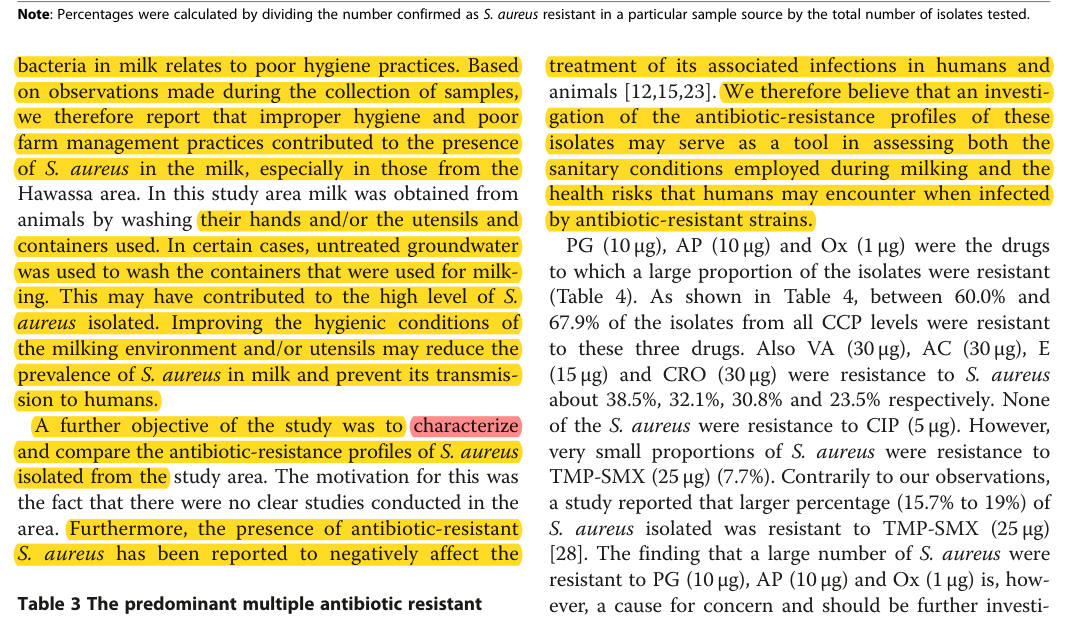 Note: Percentages were calculated by dividing the number confirmed as S. aureus resistant in a particular sample source by the total number of isolates tested.
bacteria in milk relates to poor hygiene practices. Based
on observations made during the collection of samples,
we therefore report that improper hygiene and poor
farm management practices contributed to the presence
of S. aureus in the milk, especially in those from the
Hawassa area. In this study area milk was obtained from
animals by washing their hands and/or the utensils and
containers used. In certain cases, untreated groundwater
was used to wash the containers that were used for milk-
ing. This may have contributed to the high level of S.
aureus isolated. Improving the hygienic conditions of
the milking environment and/or utensils may reduce the
prevalence of S. aureus in milk and prevent its transmis-
sion to humans.
A further objective of the study was to characterize
and compare the antibiotic-resistance profiles of S. aureus
isolated from the study area. The motivation for this was
the fact that there were no clear studies conducted in the
area. Furthermore, the presence of antibiotic-resistant
S. aureus has been reported to negatively affect the
Table 3 The predominant multiple antibiotic resistant
treatment of its associated infections in humans and
animals [12,15,23]. We therefore believe that an investi-
gation of the antibiotic-resistance profiles of these
isolates may serve as a tool in assessing both the
sanitary conditions employed during milking and the
health risks that humans may encounter when infected
by antibiotic-resistant strains.
PG (10 μg), AP (10 μg) and Ox (1 μg) were the drugs
to which a large proportion of the isolates were resistant
(Table 4). As shown in Table 4, between 60.0% and
67.9% of the isolates from all CCP levels were resistant
to these three drugs. Also VA (30 μg), AC (30 μg), E
(15 μg) and CRO (30 μg) were resistance to S. aureus
about 38.5%, 32.1%, 30.8% and 23.5% respectively. None
of the S. aureus were resistance to CIP (5 μg). However,
very small proportions of S. aureus were resistance to
TMP-SMX (25 μg) (7.7%). Contrarily to our observations,
a study reported that larger percentage (15.7% to 19%) of
S. aureus isolated was resistant to TMP-SMX (25 μg)
[28]. The finding that a large number of S. aureus were
resistant to PG (10 μg), AP (10 μg) and Ox (1 μg) is, how-
ever, a cause for concern and should be further investi-